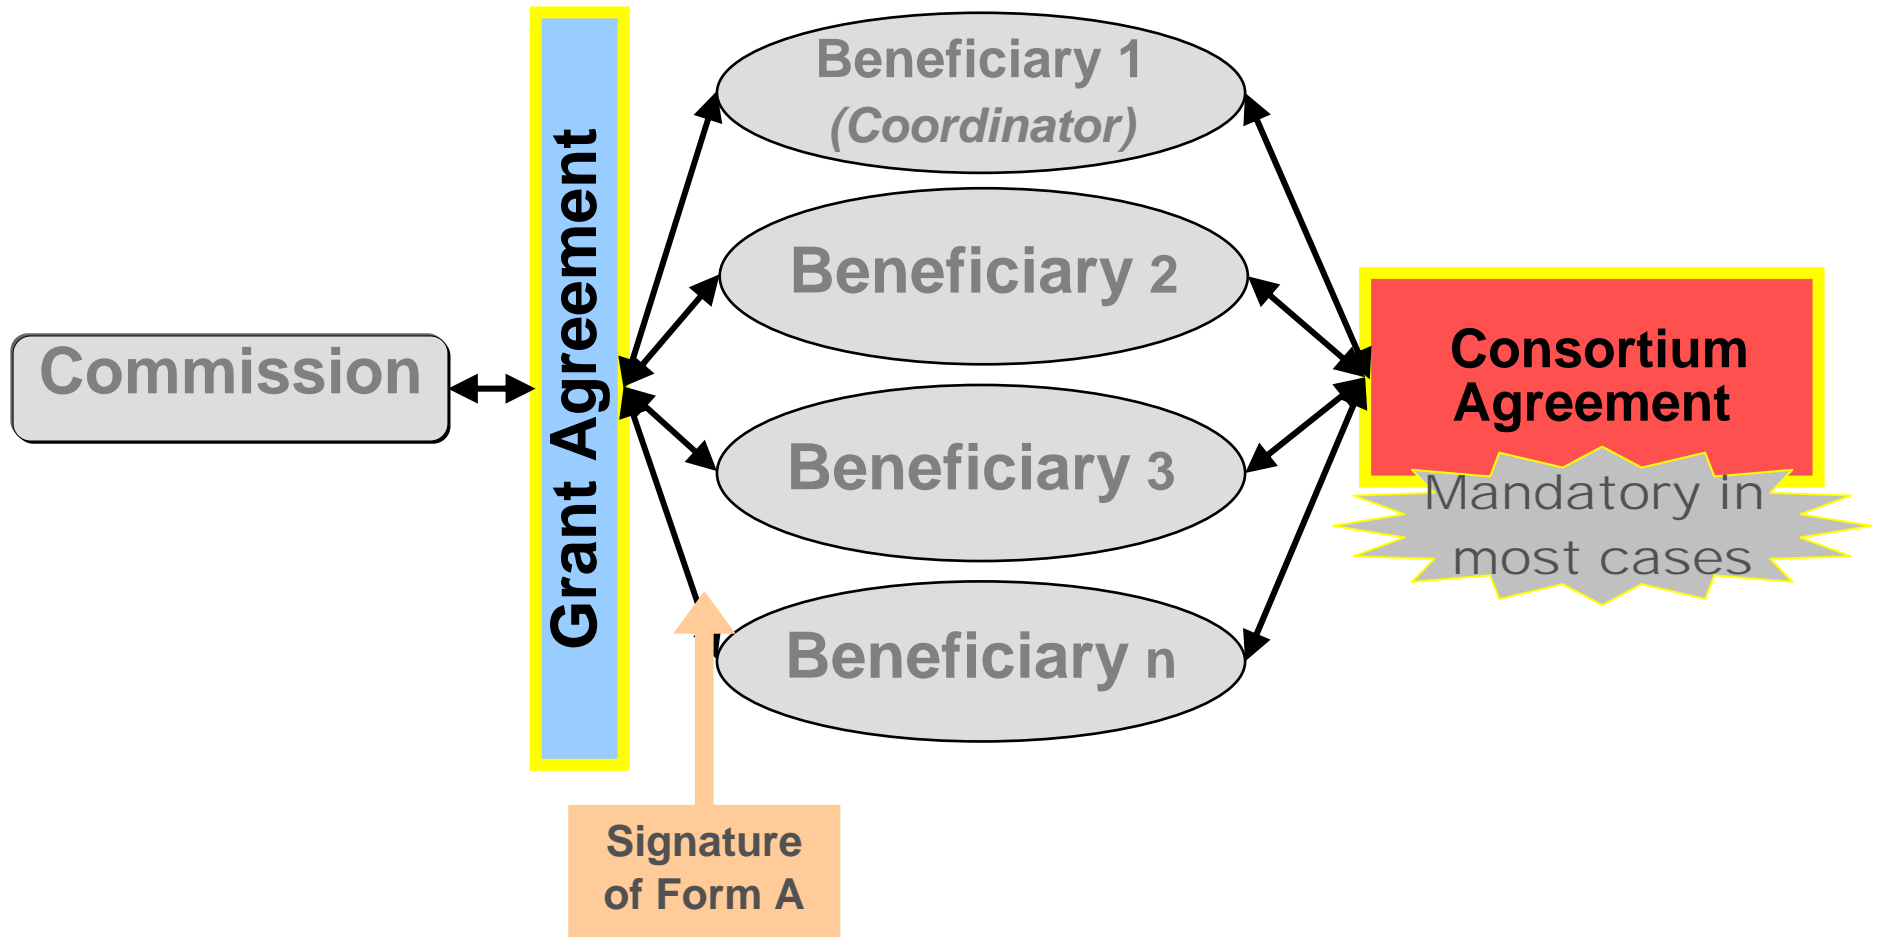 Commission
Grant Agreement
Beneficiary 1
(Coordinator)
Beneficiary 2
Beneficiary 3
Beneficiary n
Consortium
Agreement
Mandatory in
most cases
Signature
of Form A